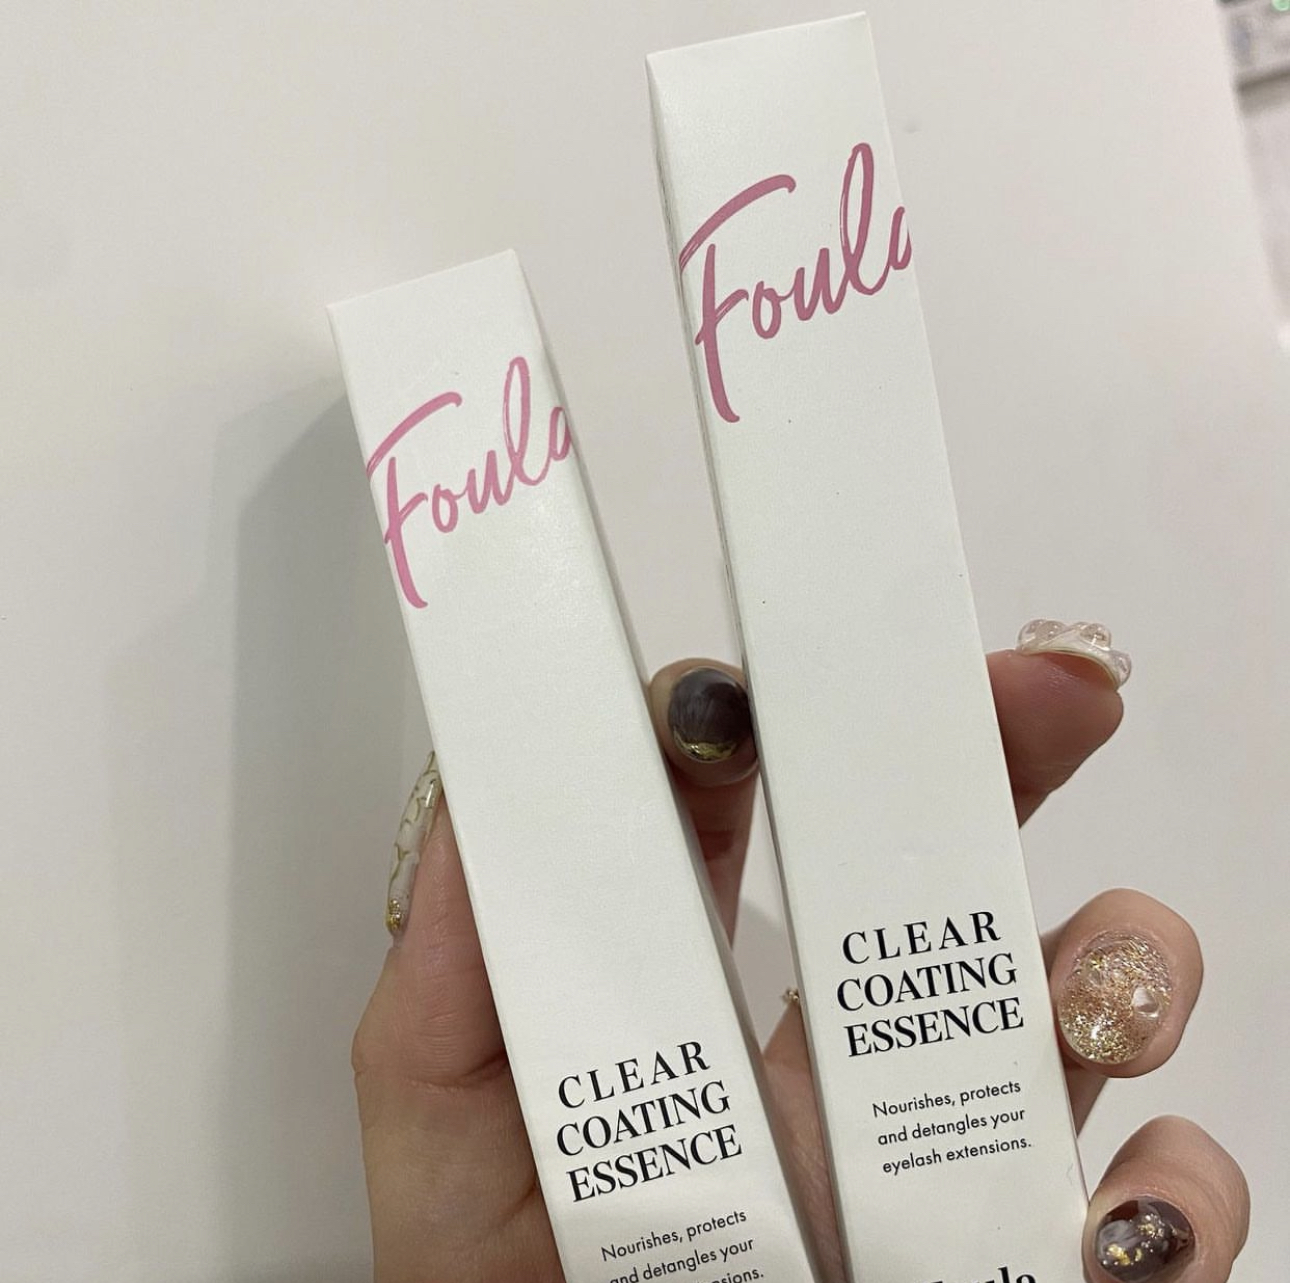 Foula
CLEAR
COATING
ESSENCE
Nourishes, protects
and detangles your
Foula
CLEAR
COATING
ESSENCE
Nourishes, protects
and detangles your
eyelash extensions.